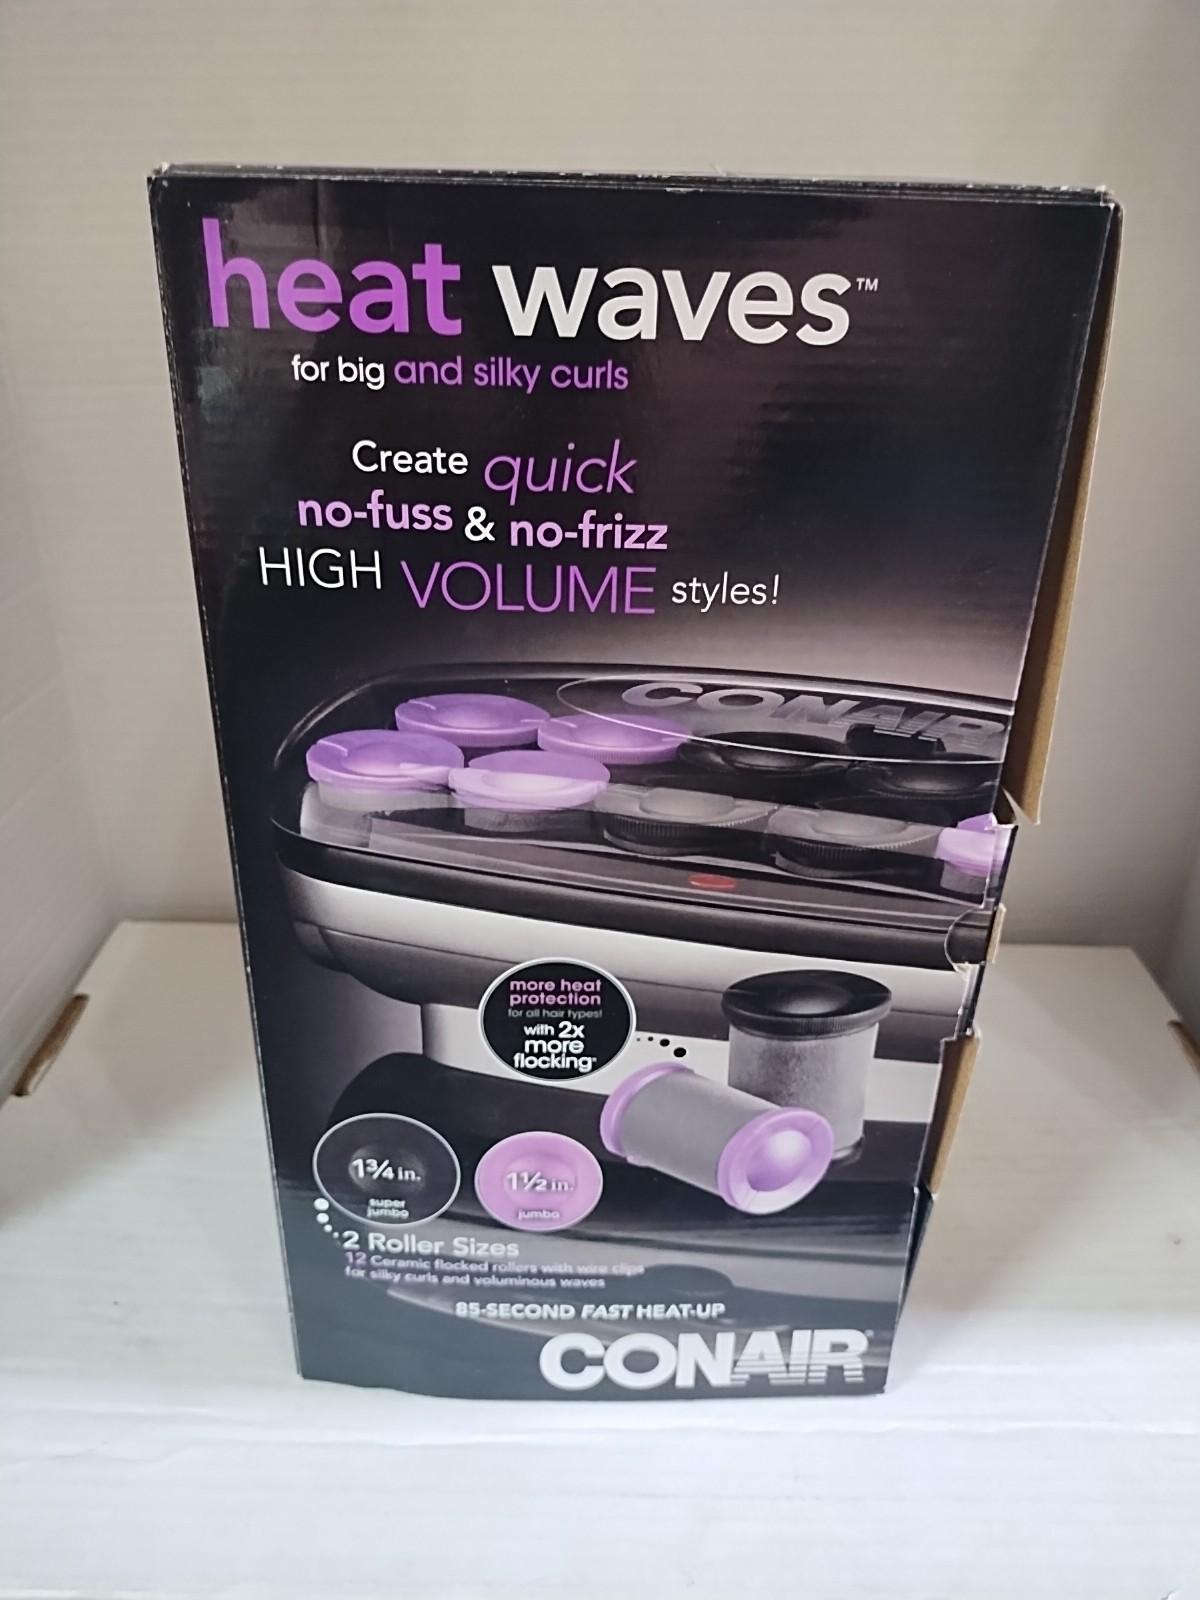 heat waves™
for big and silky curls
Create quick
no-fuss & no-frizz
HIGH VOLUME styles!
CONAIR
more heat
protection
for all hair types!
with 2x
more
flocking*
1¾ in.
super
jumbo
1½ in.
jumbo
2 Roller Sizes
12 Ceramic flocked rollers with wire clips
for silky curls and voluminous waves
85-SECOND FAST HEAT-UP
CONAIR®